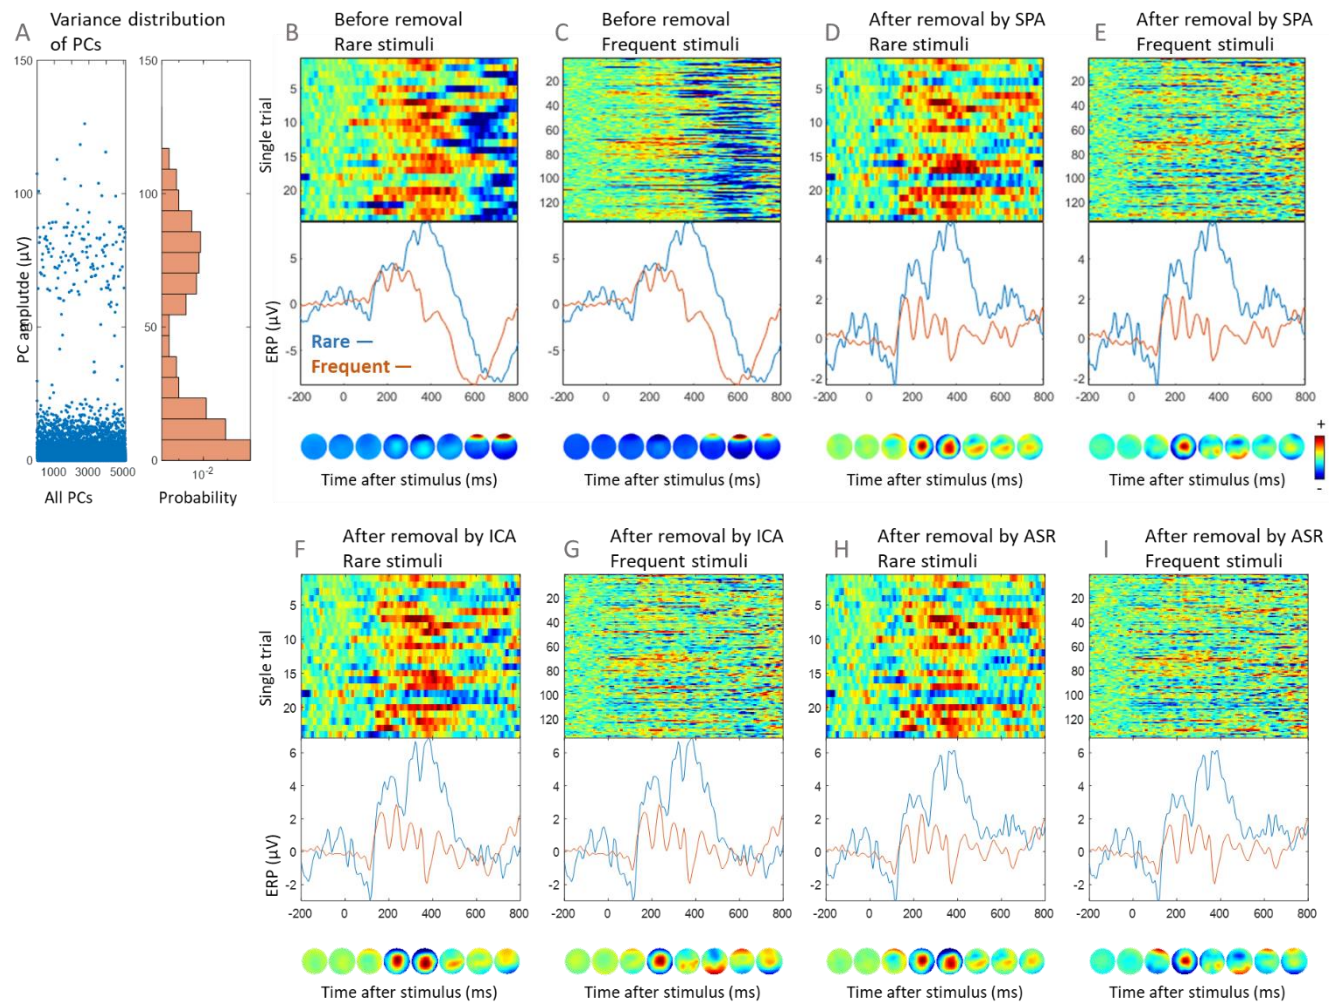 A
Variance distribution
of PCs
150
100
50
0
PC amplutde (μV)
1000 3000 5000
All PCs
150
100
50
0
10-2
Probability
B
Before removal
Rare stimuli
Single trial
5
10
15
20
ERP (μV)
5
0
-5
Rare
Frequent
-200 0 200 400 600 800
Time after stimulus (ms)
C
Before removal
Frequent stimuli
20
40
60
80
100
120
5
0
-5
-200 0 200 400 600 800
Time after stimulus (ms)
D
After removal by SPA
Rare stimuli
5
10
15
20
4
2
0
-2
-200 0 200 400 600 800
Time after stimulus (ms)
E
After removal by SPA
Frequent stimuli
20
40
60
80
100
120
4
2
0
-2
-200 0 200 400 600 800
Time after stimulus (ms)
+
-
F
After removal by ICA
Rare stimuli
Single trial
5
10
15
20
ERP (μV)
6
4
2
0
-2
-200 0 200 400 600 800
Time after stimulus (ms)
G
After removal by ICA
Frequent stimuli
20
40
60
80
100
120
6
4
2
0
-2
-200 0 200 400 600 800
Time after stimulus (ms)
H
After removal by ASR
Rare stimuli
5
10
15
20
6
4
2
0
-2
-200 0 200 400 600 800
Time after stimulus (ms)
I
After removal by ASR
Frequent stimuli
20
40
60
80
100
120
6
4
2
0
-2
-200 0 200 400 600 800
Time after stimulus (ms)